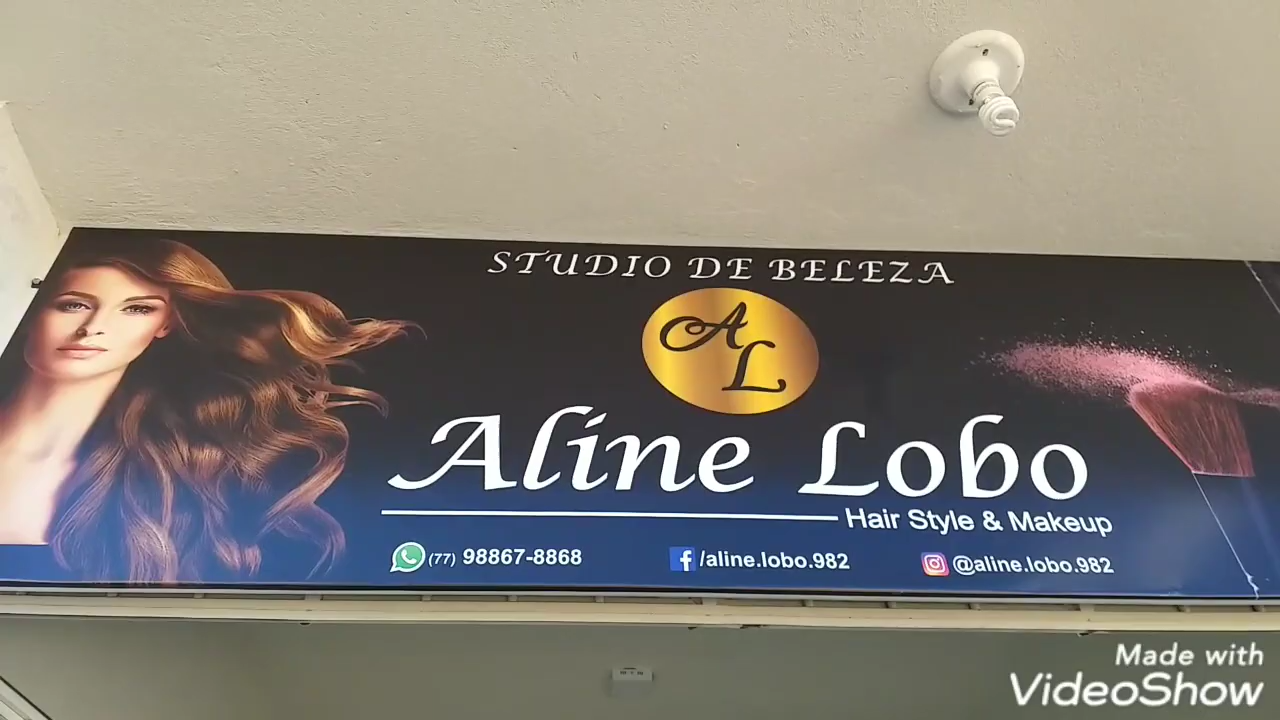 STUDIO DE BELEZA
AL
Aline Lobo
Hair Style & Makeup
(77) 98867-8868
/aline.lobo.982
@aline.lobo.982
Made with
VideoShow